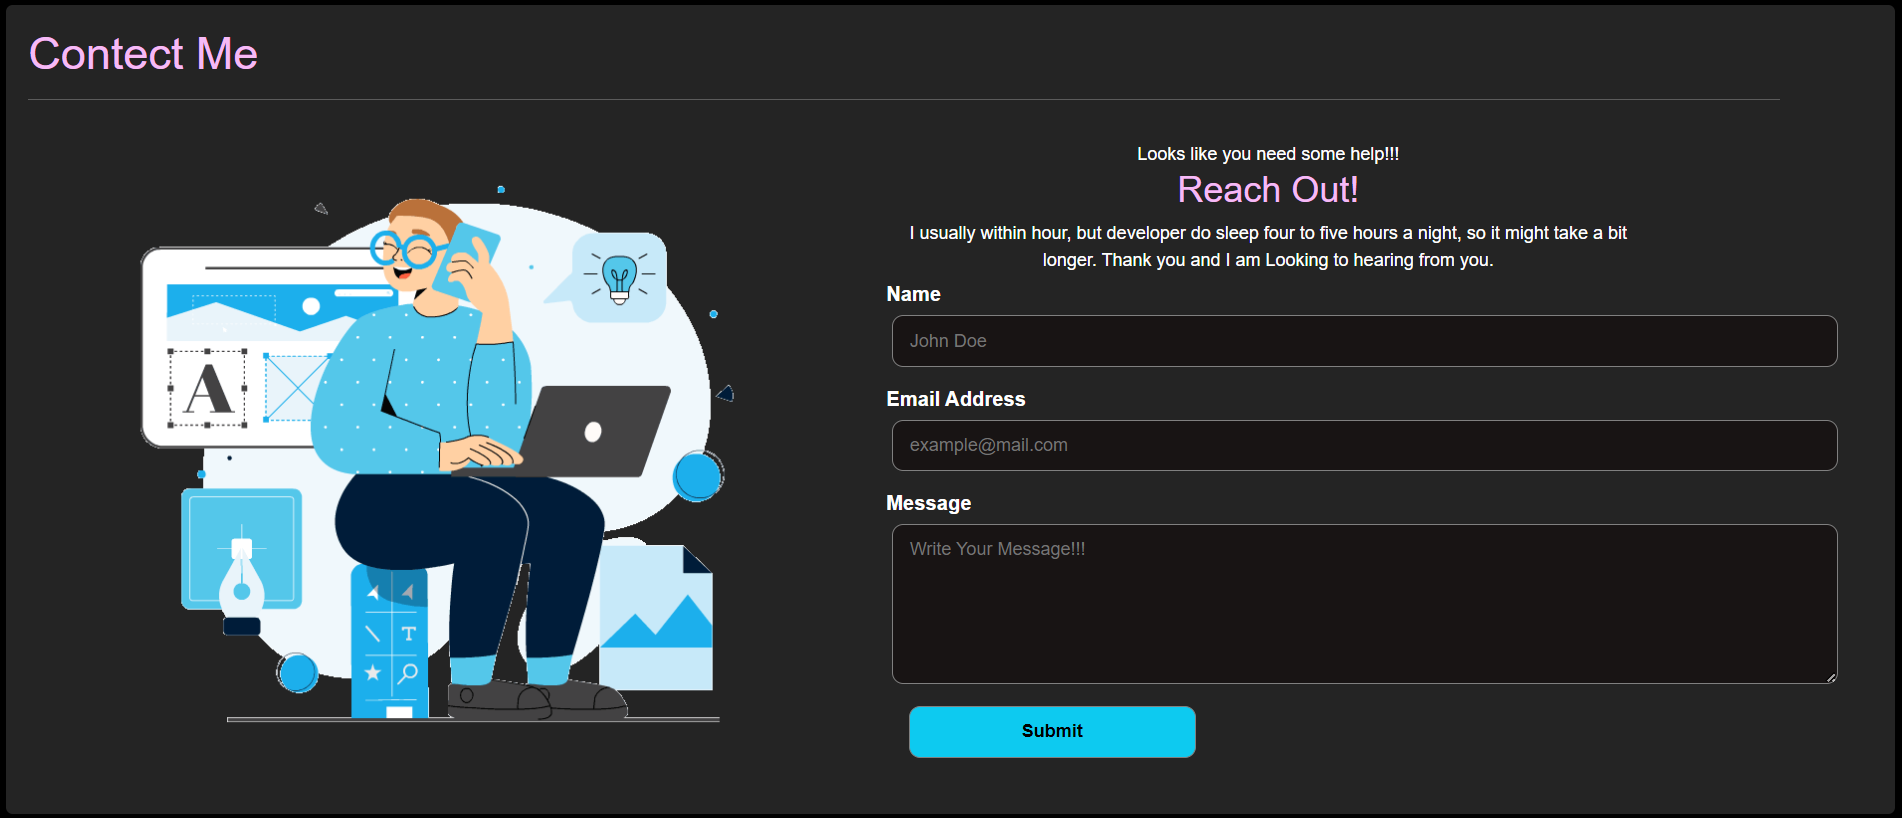 Contect Me
Looks like you need some help!!!
Reach Out!
I usually within hour, but developer do sleep four to five hours a night, so it might take a bit
longer. Thank you and I am Looking to hearing from you.
Name
John Doe
Email Address
example@mail.com
Message
Write Your Message!!!
Submit
A
T